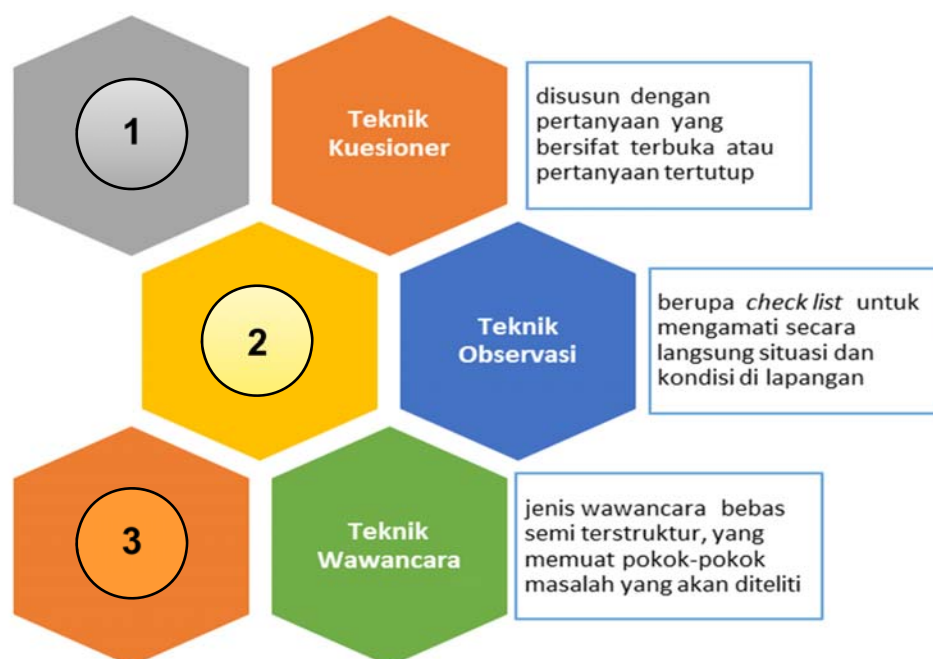 1
Teknik
Kuesioner
disusun dengan
pertanyaan yang
bersifat terbuka atau
pertanyaan tertutup
2
Teknik
Observasi
berupa check list untuk
mengamati secara
langsung situasi dan
kondisi di lapangan
3
Teknik
Wawancara
jenis wawancara bebas
semi terstruktur, yang
memuat pokok-pokok
masalah yang akan diteliti